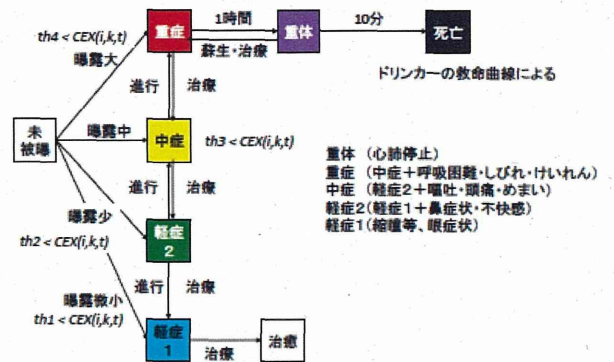 th4 < CEX(i,k,t)
曝露大
重症
1時間
蘇生・治療
重体
10分
死亡
ドリンカーの救命曲線による
進行
治療
未
被曝
曝露中
中症
th3 < CEX(i,k,t)
進行
治療
重体 (心肺停止)
重症 (中症+呼吸困難・しびれ・けいれん)
中症 (軽症2+嘔吐・頭痛・めまい)
軽症2(軽症1+鼻症状・不快感)
軽症1(縮瞳等、眼症状)
曝露少
th2 < CEX(i,k,t)
軽症
2
進行
治療
曝露微小
th1 < CEX(i,k,t)
軽症
1
治療
治癒